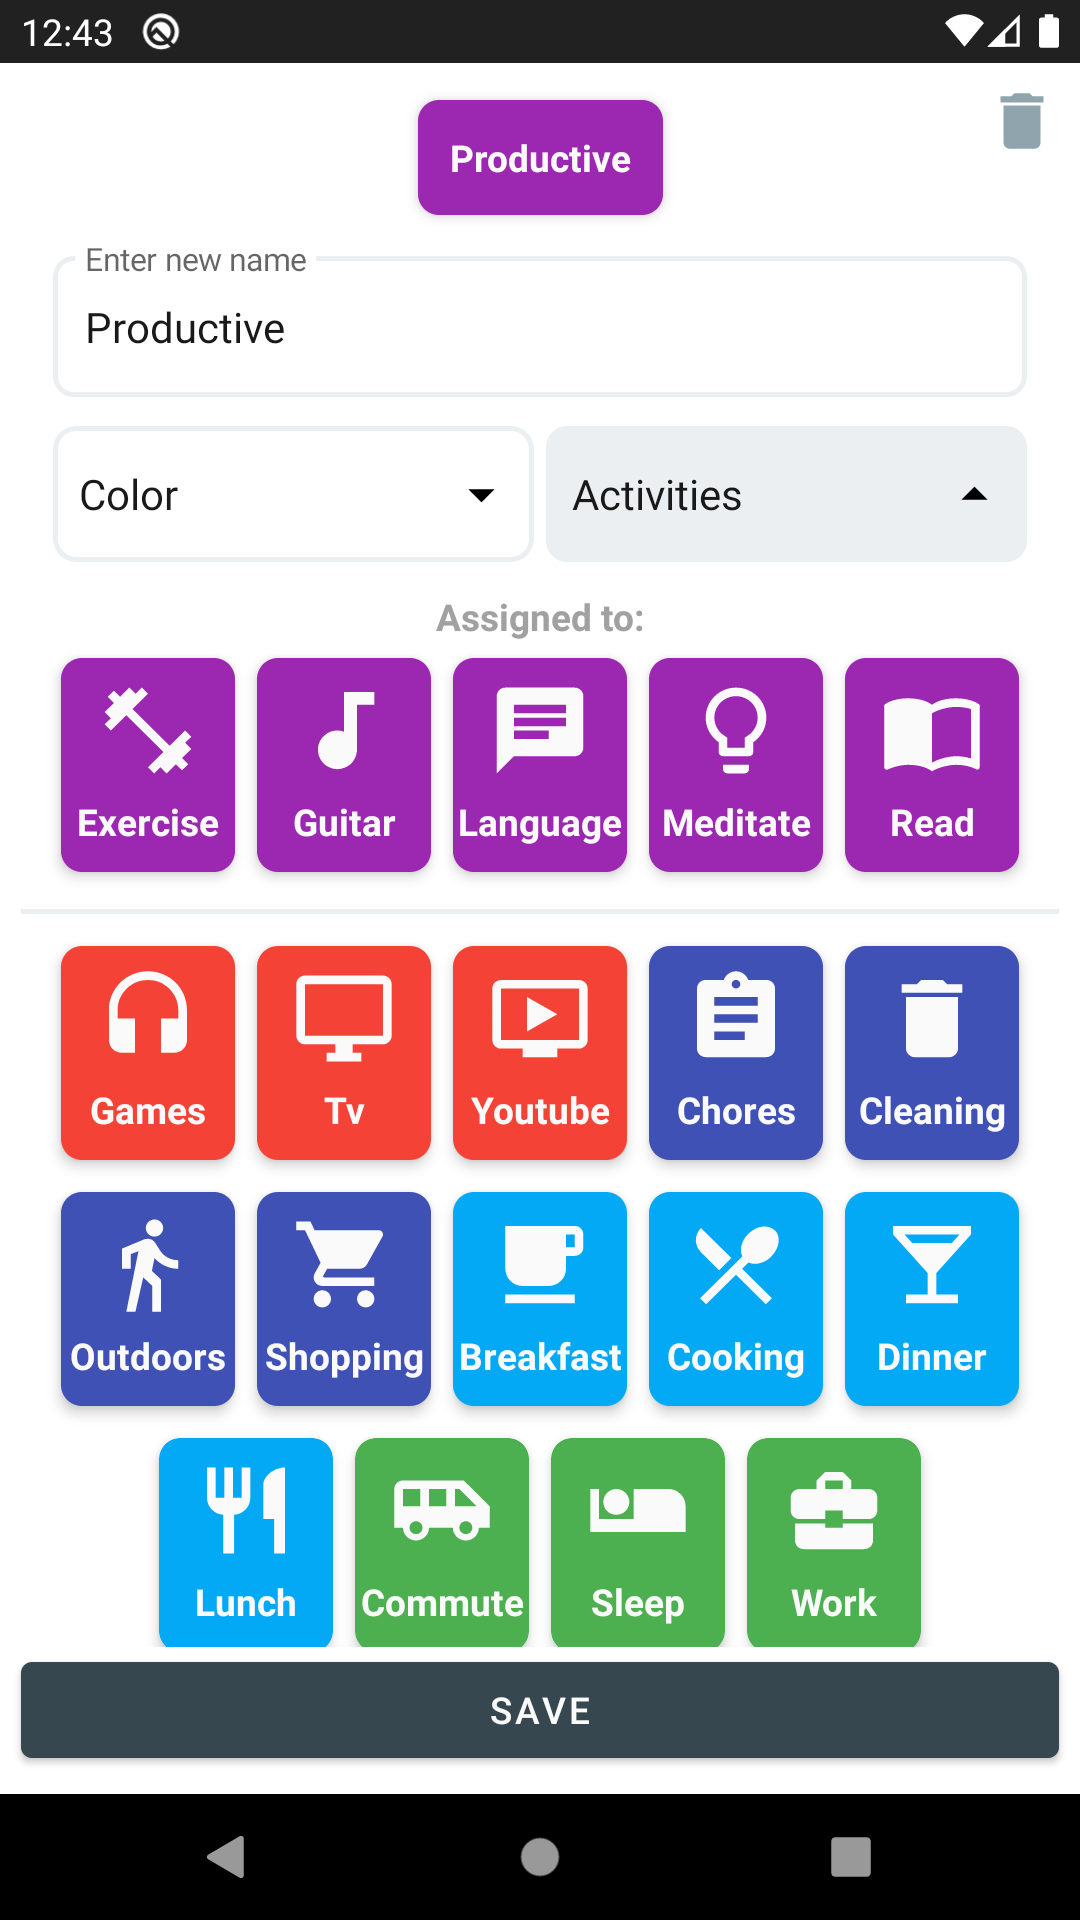 12:43
Productive
Enter new name
Productive
Color
Activities
Assigned to:
Exercise
Guitar
Language
Meditate
Read
Games
Tv
Youtube
Chores
Cleaning
Outdoors
Shopping
Breakfast
Cooking
Dinner
Lunch
Commute
Sleep
Work
SAVE